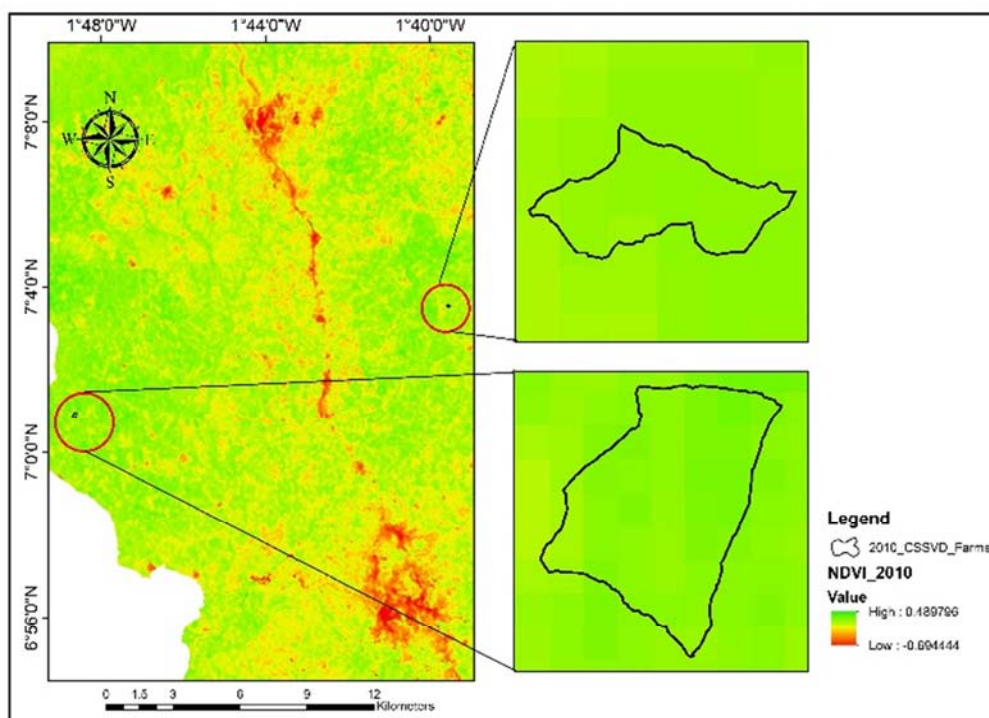 1°48'0"W 1°44'0"W 1°40'0"W
N
W E
S
7°8'0"N
7°4'0"N
7°0'0"N
6°56'0"N
Legend
2010_CSSVD_Farms
NDVI_2010
Value
High : 0.489796
Low : -0.694444
0 1.5 3 6 9 12
Kilometers